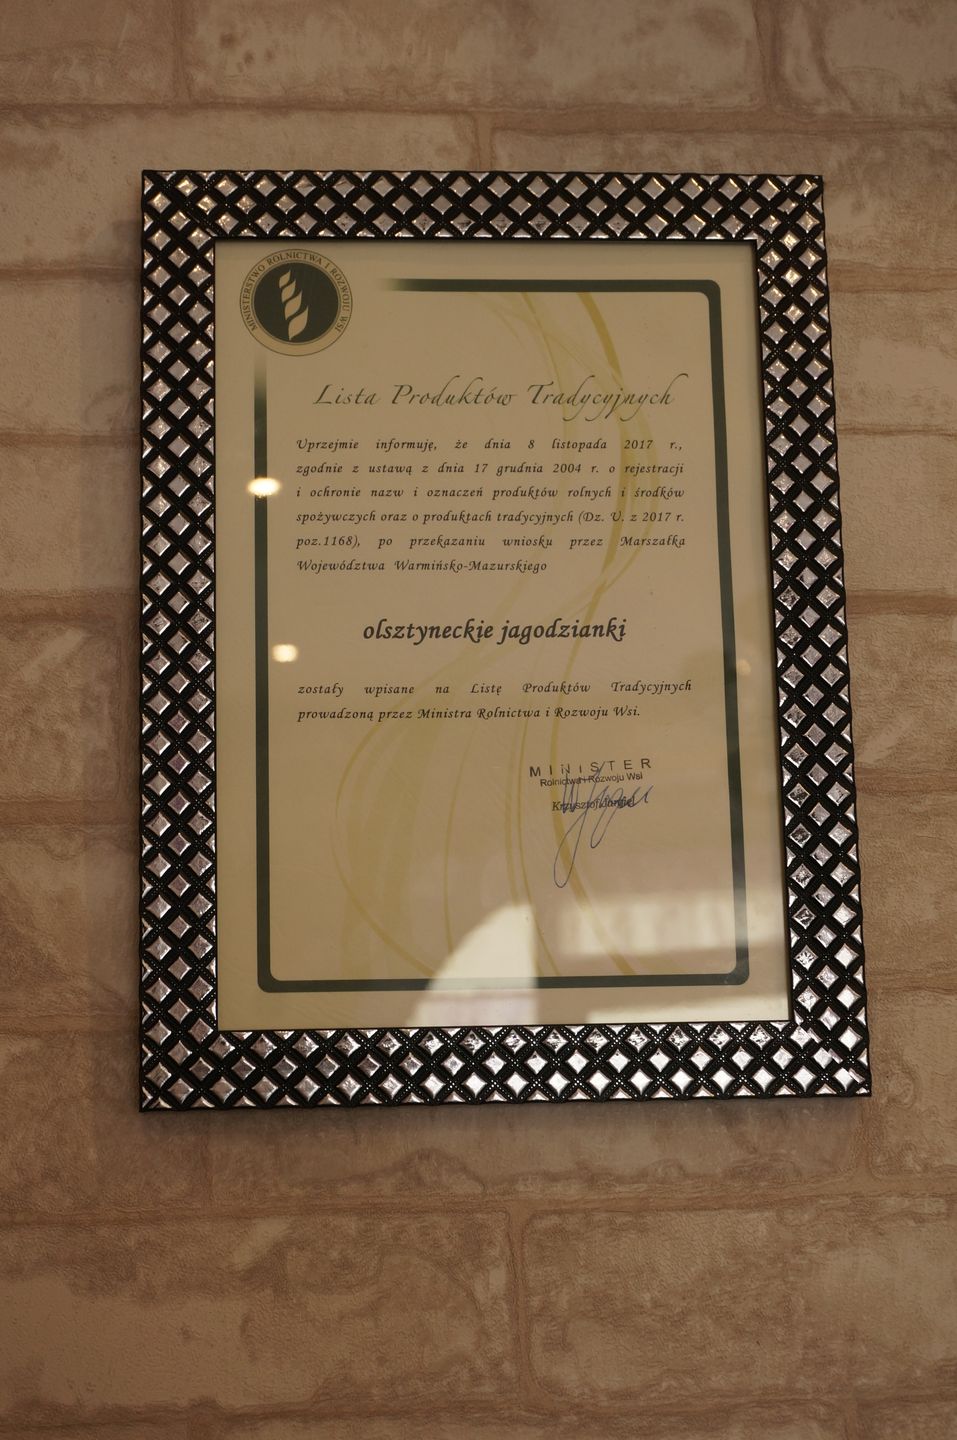 MINISTERSTWO ROLNICTWA I ROZWOJU WSI
Lista Produktów Tradycyjnych
Uprzejmie informuję, że dnia 8 listopada 2017 r.,
zgodnie z ustawą z dnia 17 grudnia 2004 r. o rejestracji
i ochronie nazw i oznaczeń produktów rolnych i środków
spożywczych oraz o produktach tradycyjnych (Dz. U. z 2017 r.
poz.1168), po przekazaniu wniosku przez Marszałka
Województwa Warmińsko-Mazurskiego
olsztyneckie jagodzianki
zostały wpisane na Listę Produktów Tradycyjnych
prowadzoną przez Ministra Rolnictwa i Rozwoju Wsi.
MINISTER
Rolnictwa i Rozwoju Wsi
Krzysztof Jurgiel